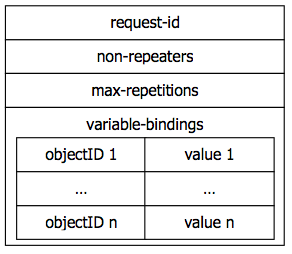 request-id
non-repeaters
max-repetitions
variable-bindings
objectID 1 value 1
... ...
objectID n value n